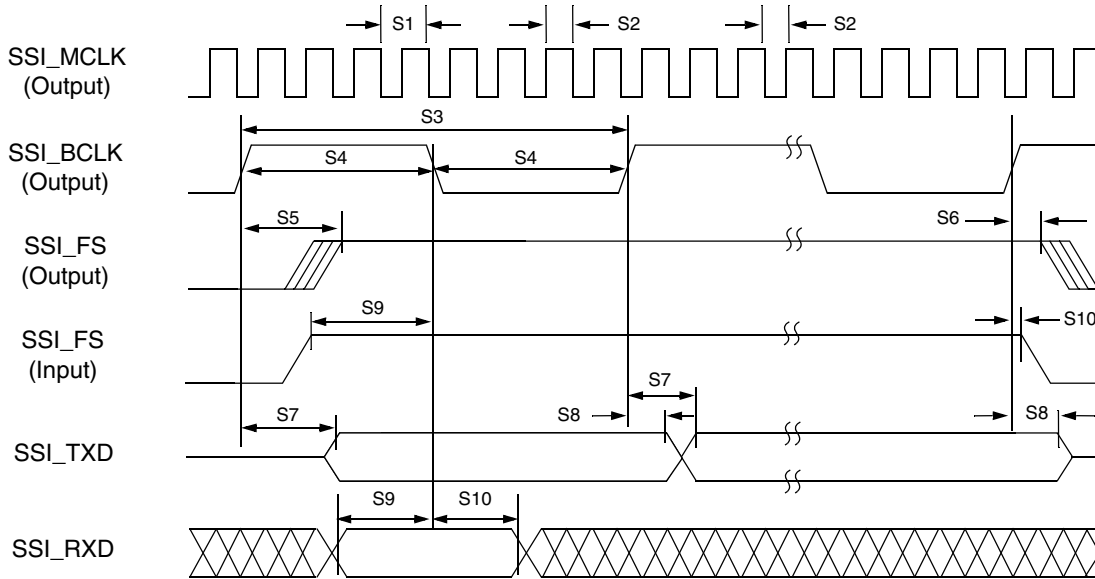 S1
S2
S2
SSI_MCLK
(Output)
S3
SSI_BCLK
(Output)
S4
S4
S5
S6
SSI_FS
(Output)
S9
S10
SSI_FS
(Input)
S7
S7
S8
S8
SSI_TXD
S9
S10
SSI_RXD